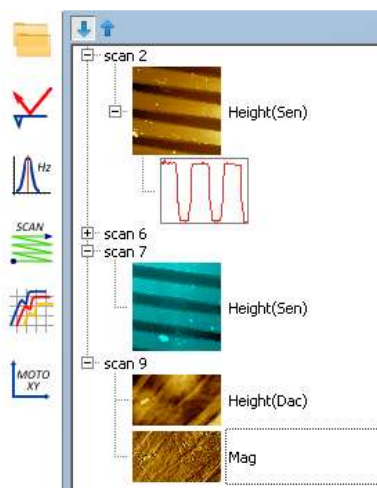 scan 2
Height(Sen)
Hz
SCAN
scan 6
scan 7
Height(Sen)
MOTO
XY
scan 9
Height(Dac)
Mag